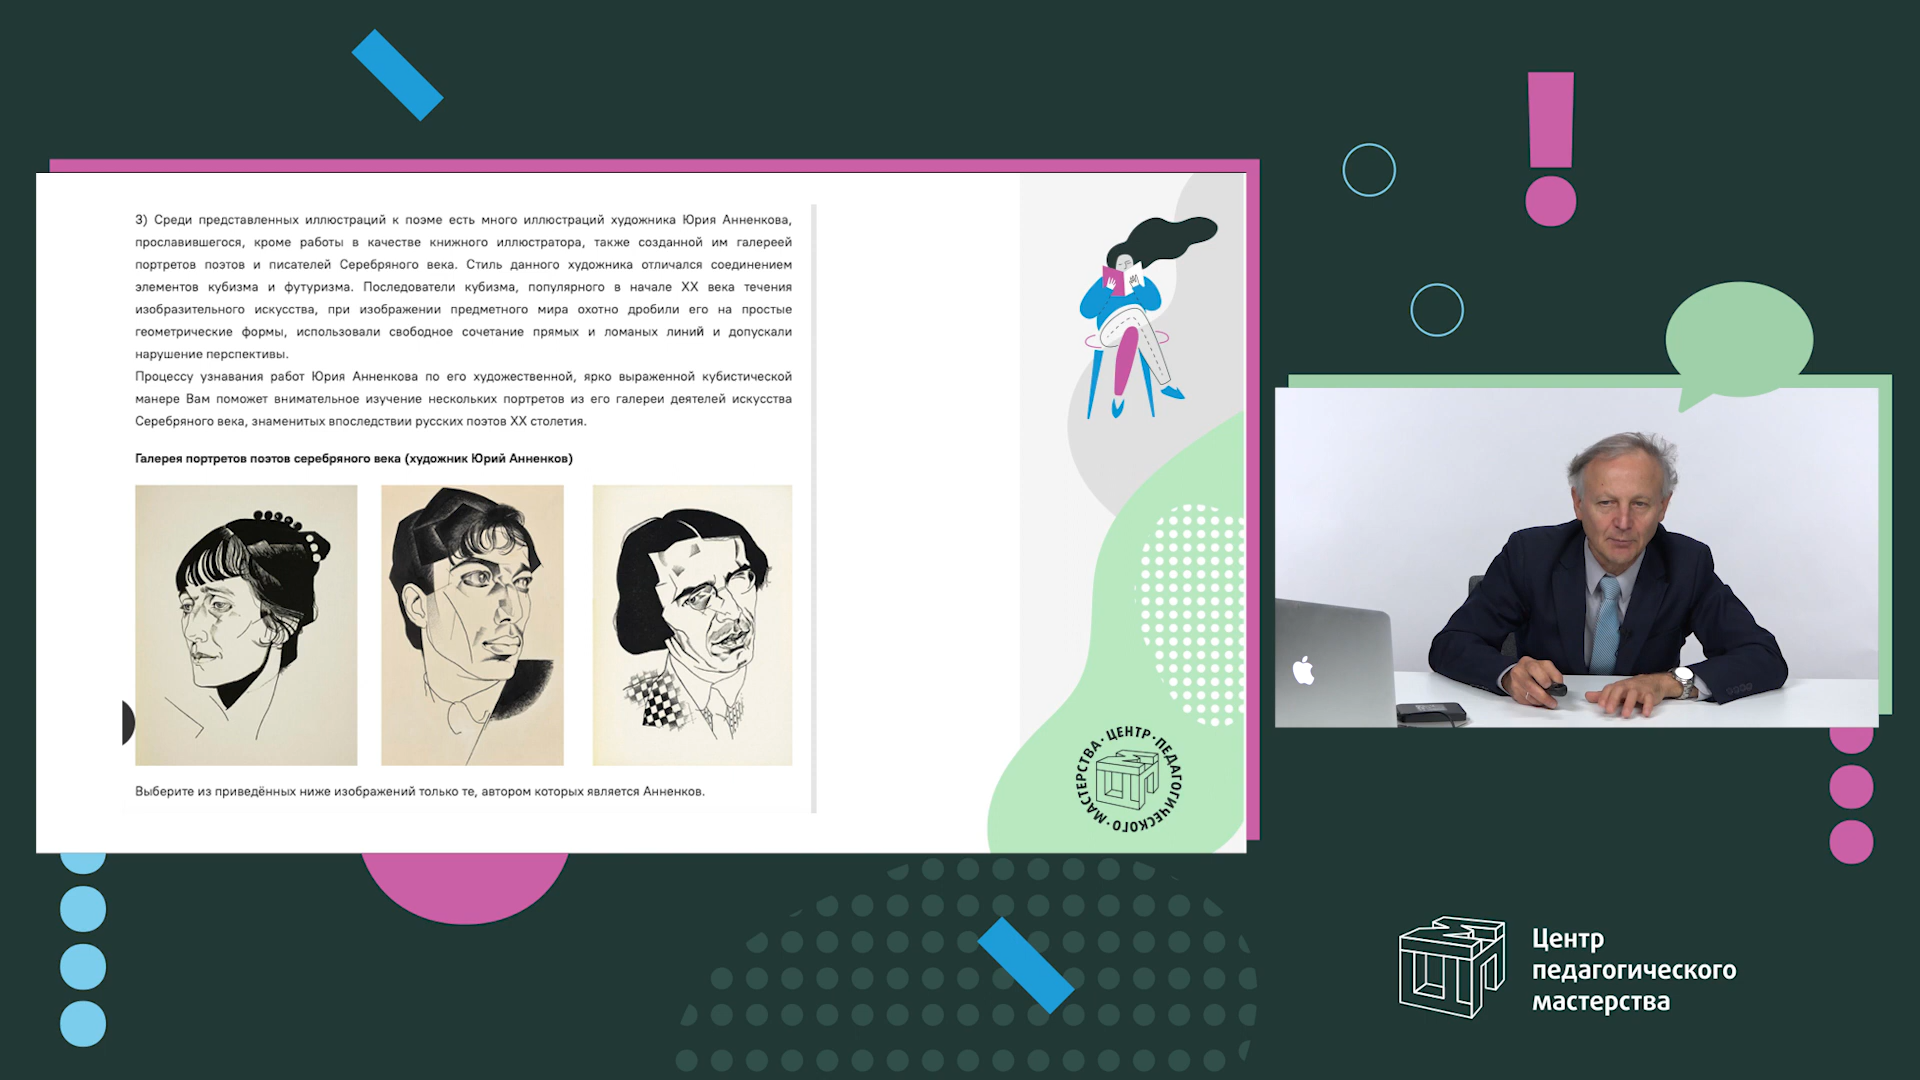 3) Среди представленных иллюстраций к поэме есть много иллюстраций художника Юрия Анненкова,
прославившегося, кроме работы в качестве книжного иллюстратора, также созданной им галереей
портретов поэтов и писателей Серебряного века. Стиль данного художника отличался соединением
элементов кубизма и футуризма. Последователи кубизма, популярного в начале XX века течения
изобразительного искусства, при изображении предметного мира охотно дробили его на простые
геометрические формы, использовали свободное сочетание прямых и ломаных линий и допускали
нарушение перспективы.
Процессу узнавания работ Юрия Анненкова по его художественной, ярко выраженной кубистической
манере Вам поможет внимательное изучение нескольких портретов из его галереи деятелей искусства
Серебряного века, знаменитых впоследствии русских поэтов XX столетия.
Галерея портретов поэтов серебряного века (художник Юрий Анненков)
Выберите из приведённых ниже изображений только те, автором которых является Анненков.
ЦЕНТР · ПЕДАГОГИЧЕСКОГО · МАСТЕРСТВА ·
Центр
педагогического
мастерства